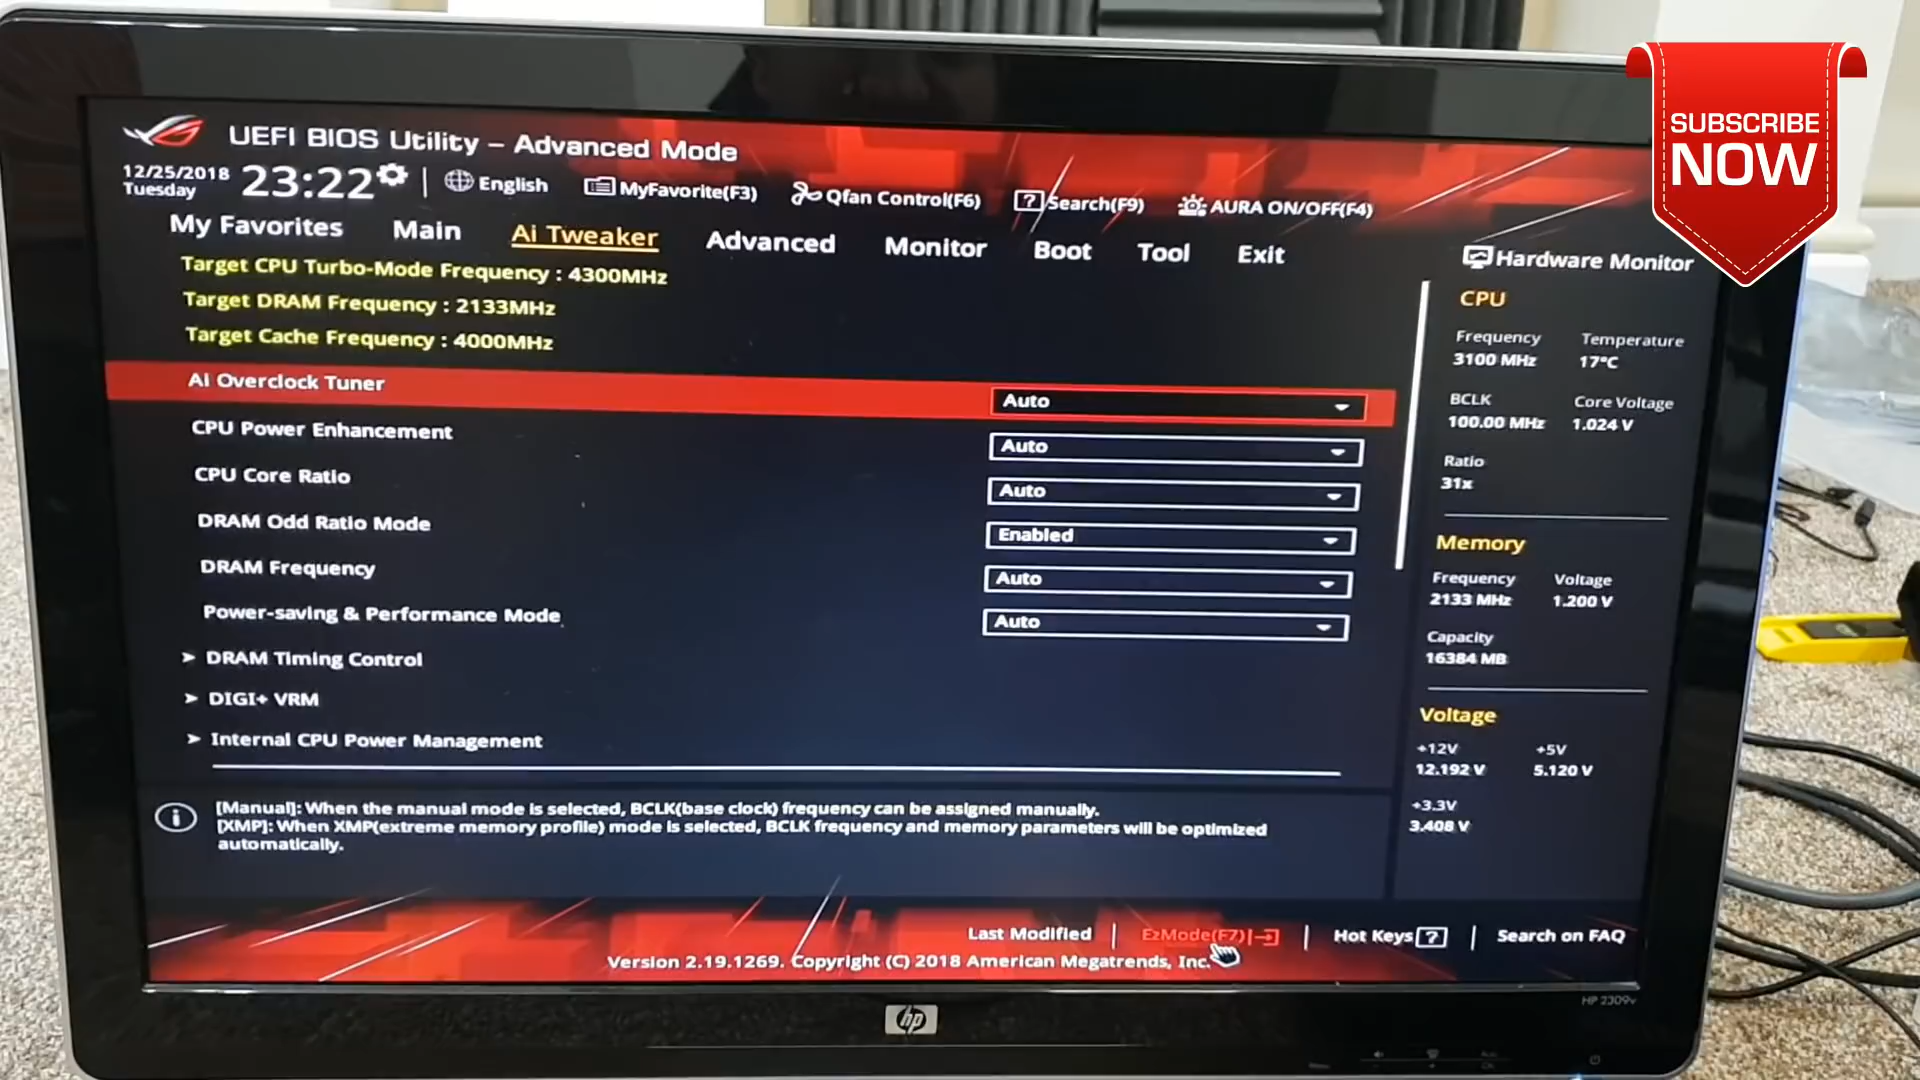 SUBSCRIBE
NOW
UEFI BIOS Utility – Advanced Mode
12/25/2018
Tuesday
23:22
English
MyFavorite(F3)
Qfan Control(F6)
? Search(F9)
AURA ON/OFF(F4)
My Favorites
Main
Ai Tweaker
Advanced
Monitor
Boot
Tool
Exit
Target CPU Turbo-Mode Frequency : 4300MHz
Target DRAM Frequency : 2133MHz
Target Cache Frequency : 4000MHz
Ai Overclock Tuner
Auto
CPU Power Enhancement
Auto
CPU Core Ratio
Auto
DRAM Odd Ratio Mode
Enabled
DRAM Frequency
Auto
Power-saving & Performance Mode
Auto
> DRAM Timing Control
> DIGI+ VRM
> Internal CPU Power Management
[Manual]: When the manual mode is selected, BCLK(base clock) frequency can be assigned manually.
[XMP]: When XMP(extreme memory profile) mode is selected, BCLK frequency and memory parameters will be optimized
automatically.
Hardware Monitor
CPU
Frequency Temperature
3100 MHz 17°C
BCLK Core Voltage
100.00 MHz 1.024 V
Ratio
31x
Memory
Frequency Voltage
2133 MHz 1.200 V
Capacity
16384 MB
Voltage
+12V +5V
12.192 V 5.120 V
+3.3V
3.408 V
Last Modified
EzMode(F7)
Hot Keys ?
Search on FAQ
Version 2.19.1269. Copyright (C) 2018 American Megatrends, Inc.
hp
HP 2309v